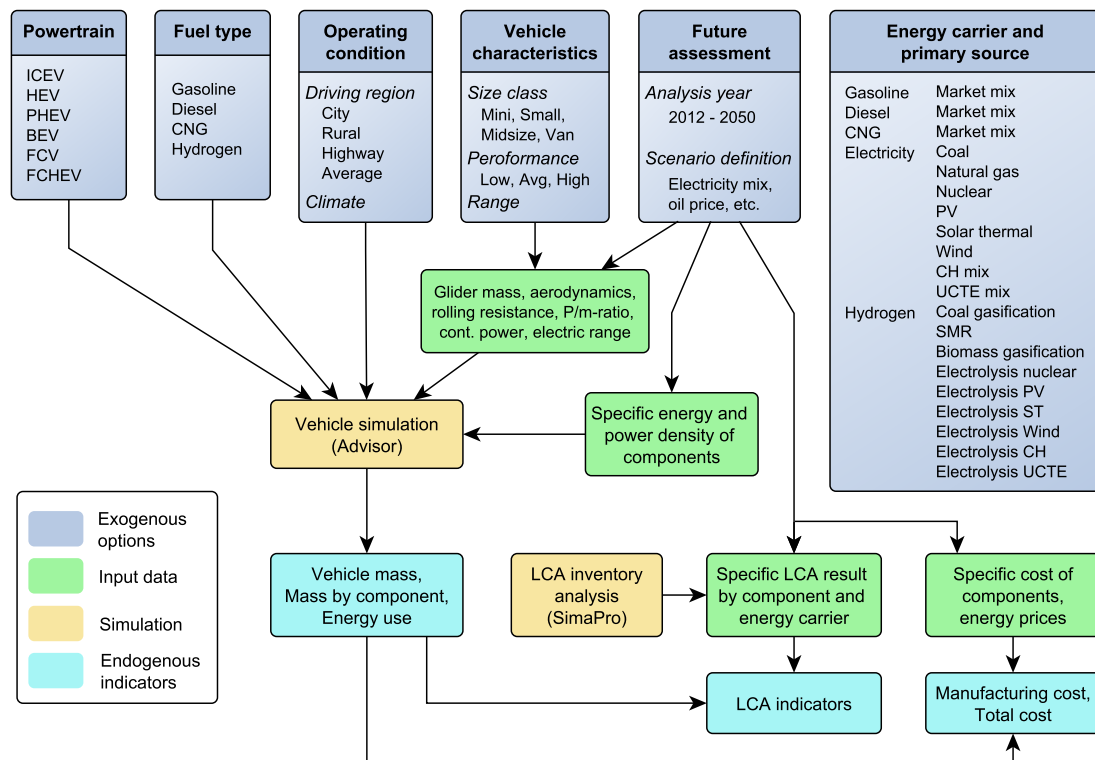 Powertrain
ICEV
HEV
PHEV
BEV
FCV
FCHEV
Fuel type
Gasoline
Diesel
CNG
Hydrogen
Operating
condition
Driving region
City
Rural
Highway
Average
Climate
Vehicle
characteristics
Size class
Mini, Small,
Midsize, Van
Peroformance
Low, Avg, High
Range
Future
assessment
Analysis year
2012 - 2050
Scenario definition
Electricity mix,
oil price, etc.
Energy carrier and
primary source
Gasoline Market mix
Diesel Market mix
CNG Market mix
Electricity Coal
Natural gas
Nuclear
PV
Solar thermal
Wind
CH mix
UCTE mix
Hydrogen Coal gasification
SMR
Biomass gasification
Electrolysis nuclear
Electrolysis PV
Electrolysis ST
Electrolysis Wind
Electrolysis CH
Electrolysis UCTE
Glider mass, aerodynamics,
rolling resistance, P/m-ratio,
cont. power, electric range
Vehicle simulation
(Advisor)
Specific energy and
power density of
components
Exogenous
options
Input data
Simulation
Endogenous
indicators
Vehicle mass,
Mass by component,
Energy use
LCA inventory
analysis
(SimaPro)
Specific LCA result
by component and
energy carrier
Specific cost of
components,
energy prices
LCA indicators
Manufacturing cost,
Total cost